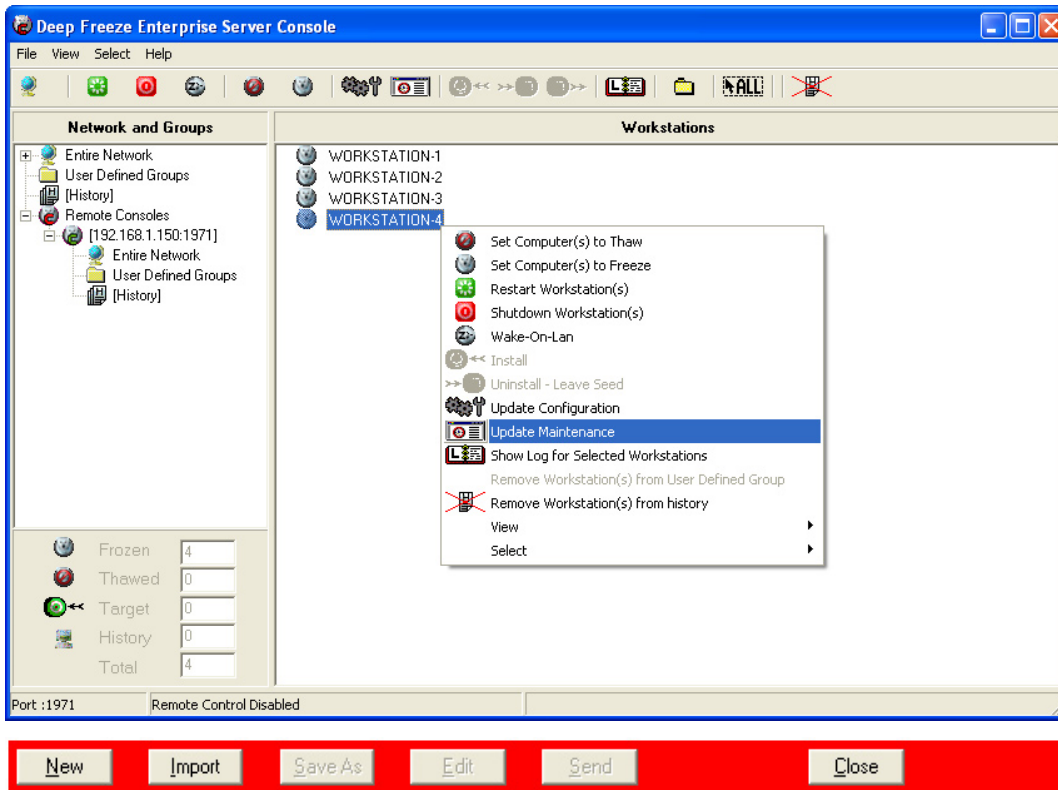 Deep Freeze Enterprise Server Console
File View Select Help
ALL
Network and Groups
Workstations
Entire Network
User Defined Groups
[History]
Remote Consoles
[192.168.1.150:1971]
Entire Network
User Defined Groups
[History]
WORKSTATION-1
WORKSTATION-2
WORKSTATION-3
WORKSTATION-4
Set Computer(s) to Thaw
Set Computer(s) to Freeze
Restart Workstation(s)
Shutdown Workstation(s)
Wake-On-Lan
Install
Uninstall - Leave Seed
Update Configuration
Update Maintenance
Show Log for Selected Workstations
Remove Workstation(s) from User Defined Group
Remove Workstation(s) from history
View
Select
Frozen 4
Thawed 0
Target 0
History 0
Total 4
Port :1971 Remote Control Disabled
New Import Save As Edit Send Close